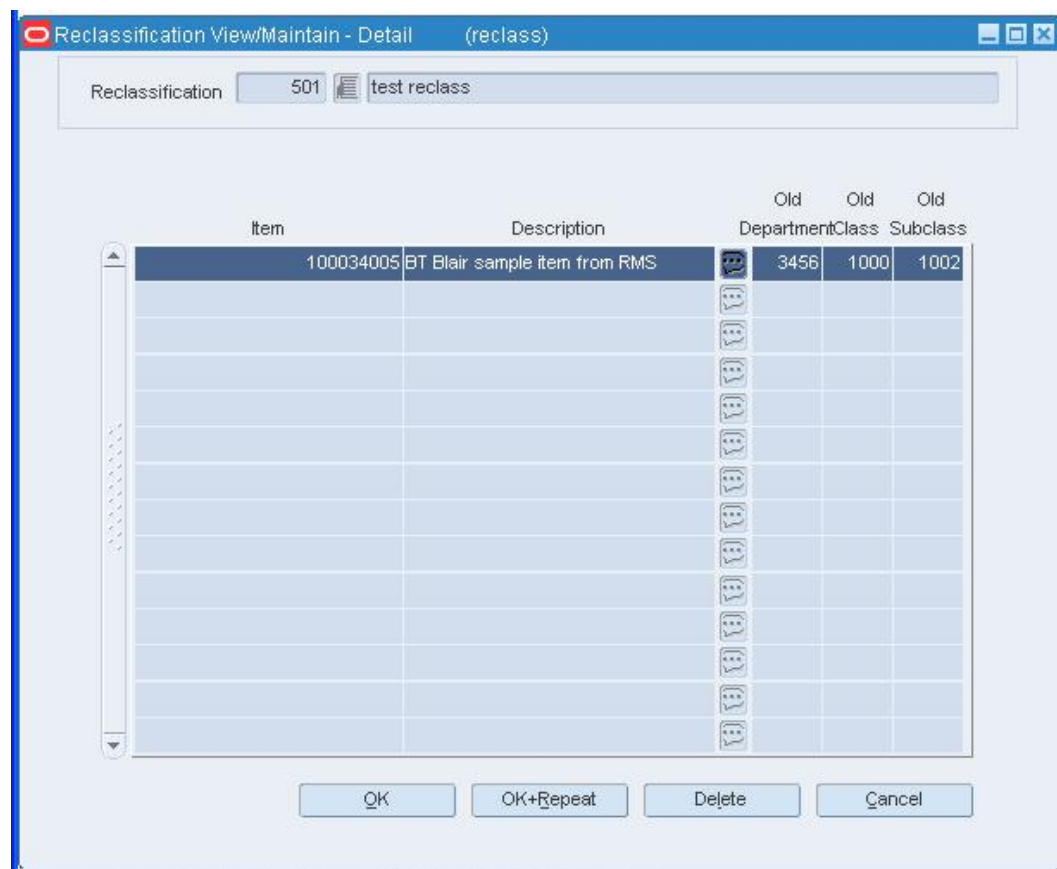 Reclassification View/Maintain - Detail (reclass)
Reclassification 501 test reclass
Old Old Old
Item Description Department Class Subclass
100034005 BT Blair sample item from RMS 3456 1000 1002
OK OK+Repeat Delete Cancel